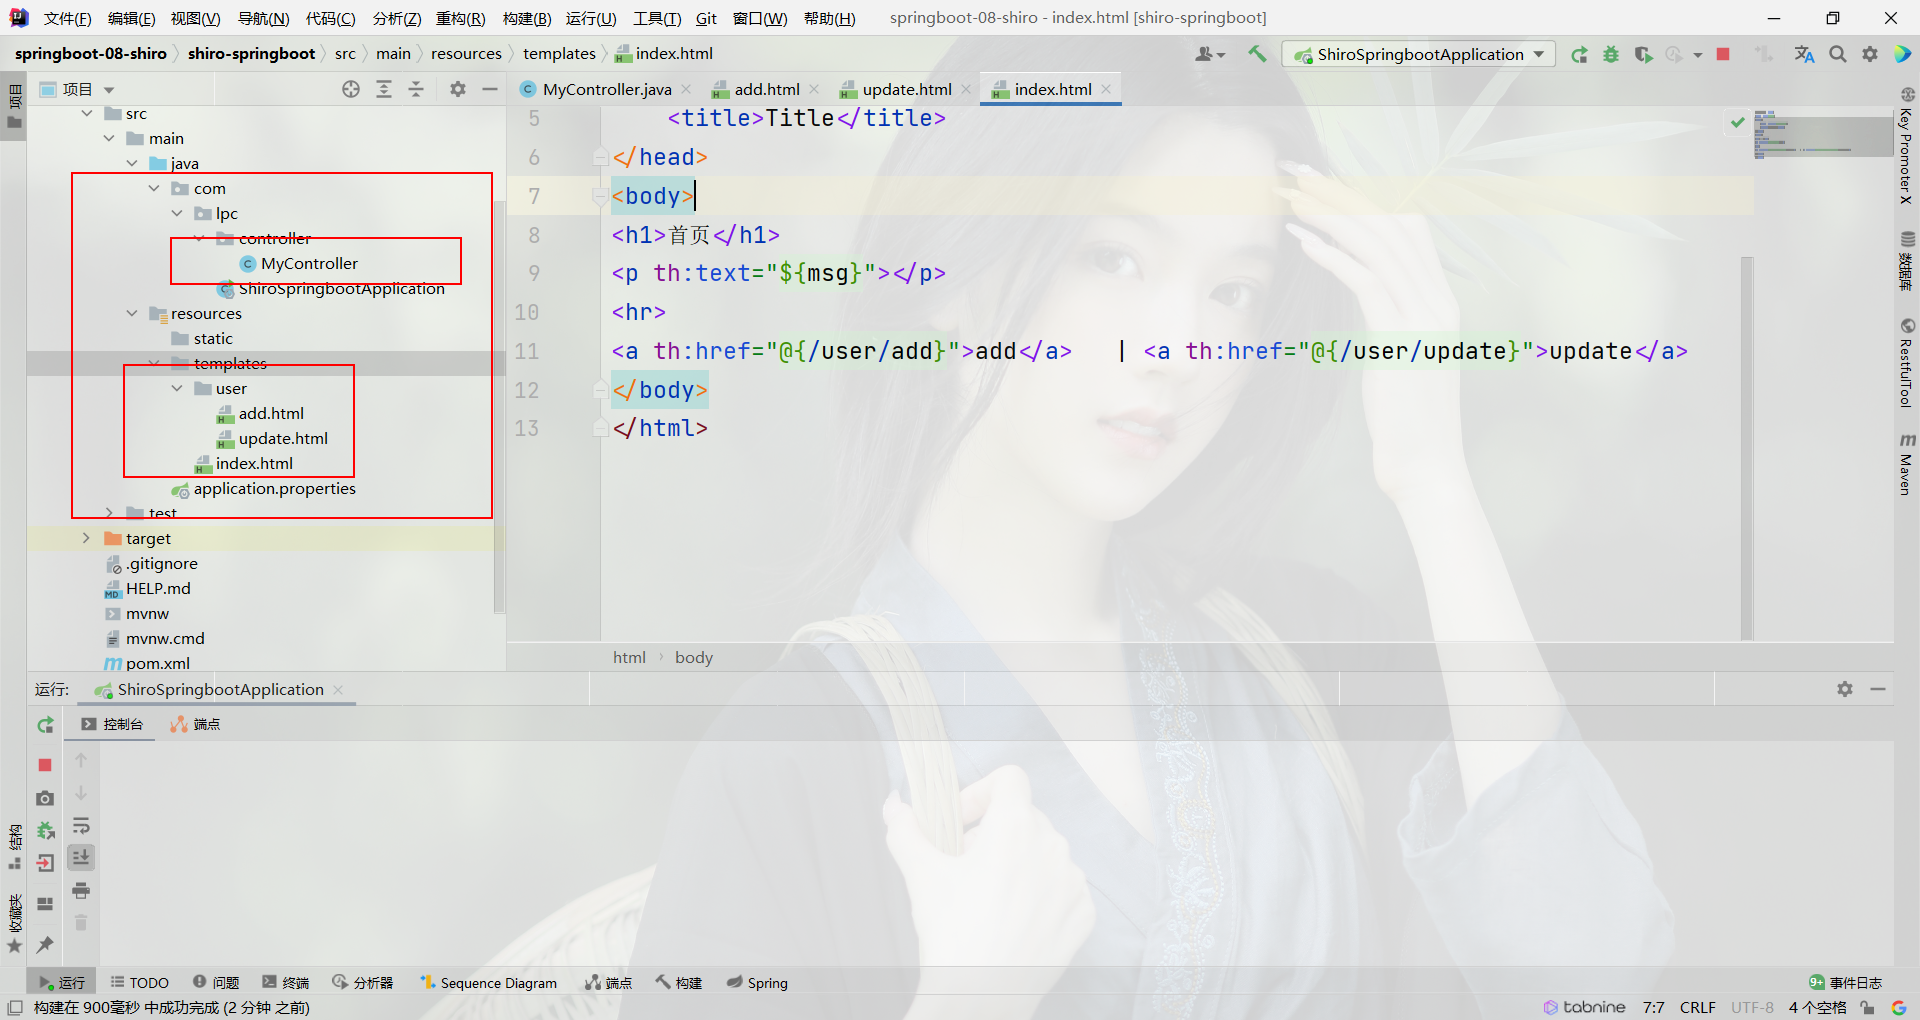 文件(F) 编辑(E) 视图(V) 导航(N) 代码(C) 分析(Z) 重构(R) 构建(B) 运行(U) 工具(T) Git 窗口(W) 帮助(H) springboot-08-shiro - index.html [shiro-springboot]
springboot-08-shiro shiro-springboot src main resources templates index.html ShiroSpringbootApplication
项目
项目
MyController.java add.html update.html index.html
src
main
java
com
lpc
controller
MyController
ShiroSpringbootApplication
resources
static
templates
user
add.html
update.html
index.html
application.properties
test
target
.gitignore
HELP.md
mvnw
mvnw.cmd
pom.xml
5 <title>Title</title>
6 </head>
7 <body>
8 <h1>首页</h1>
9 <p th:text="${msg}"></p>
10 <hr>
11 <a th:href="@{/user/add}">add</a> | <a th:href="@{/user/update}">update</a>
12 </body>
13 </html>
html body
Key Promoter X
数据库
RestfulTool
Maven
运行: ShiroSpringbootApplication
控制台 端点
结构
收藏夹
运行 TODO 问题 终端 分析器 Sequence Diagram 端点 构建 Spring 9+ 事件日志
构建在 900毫秒 中成功完成 (2 分钟 之前) tabnine 7:7 CRLF UTF-8 4 个空格